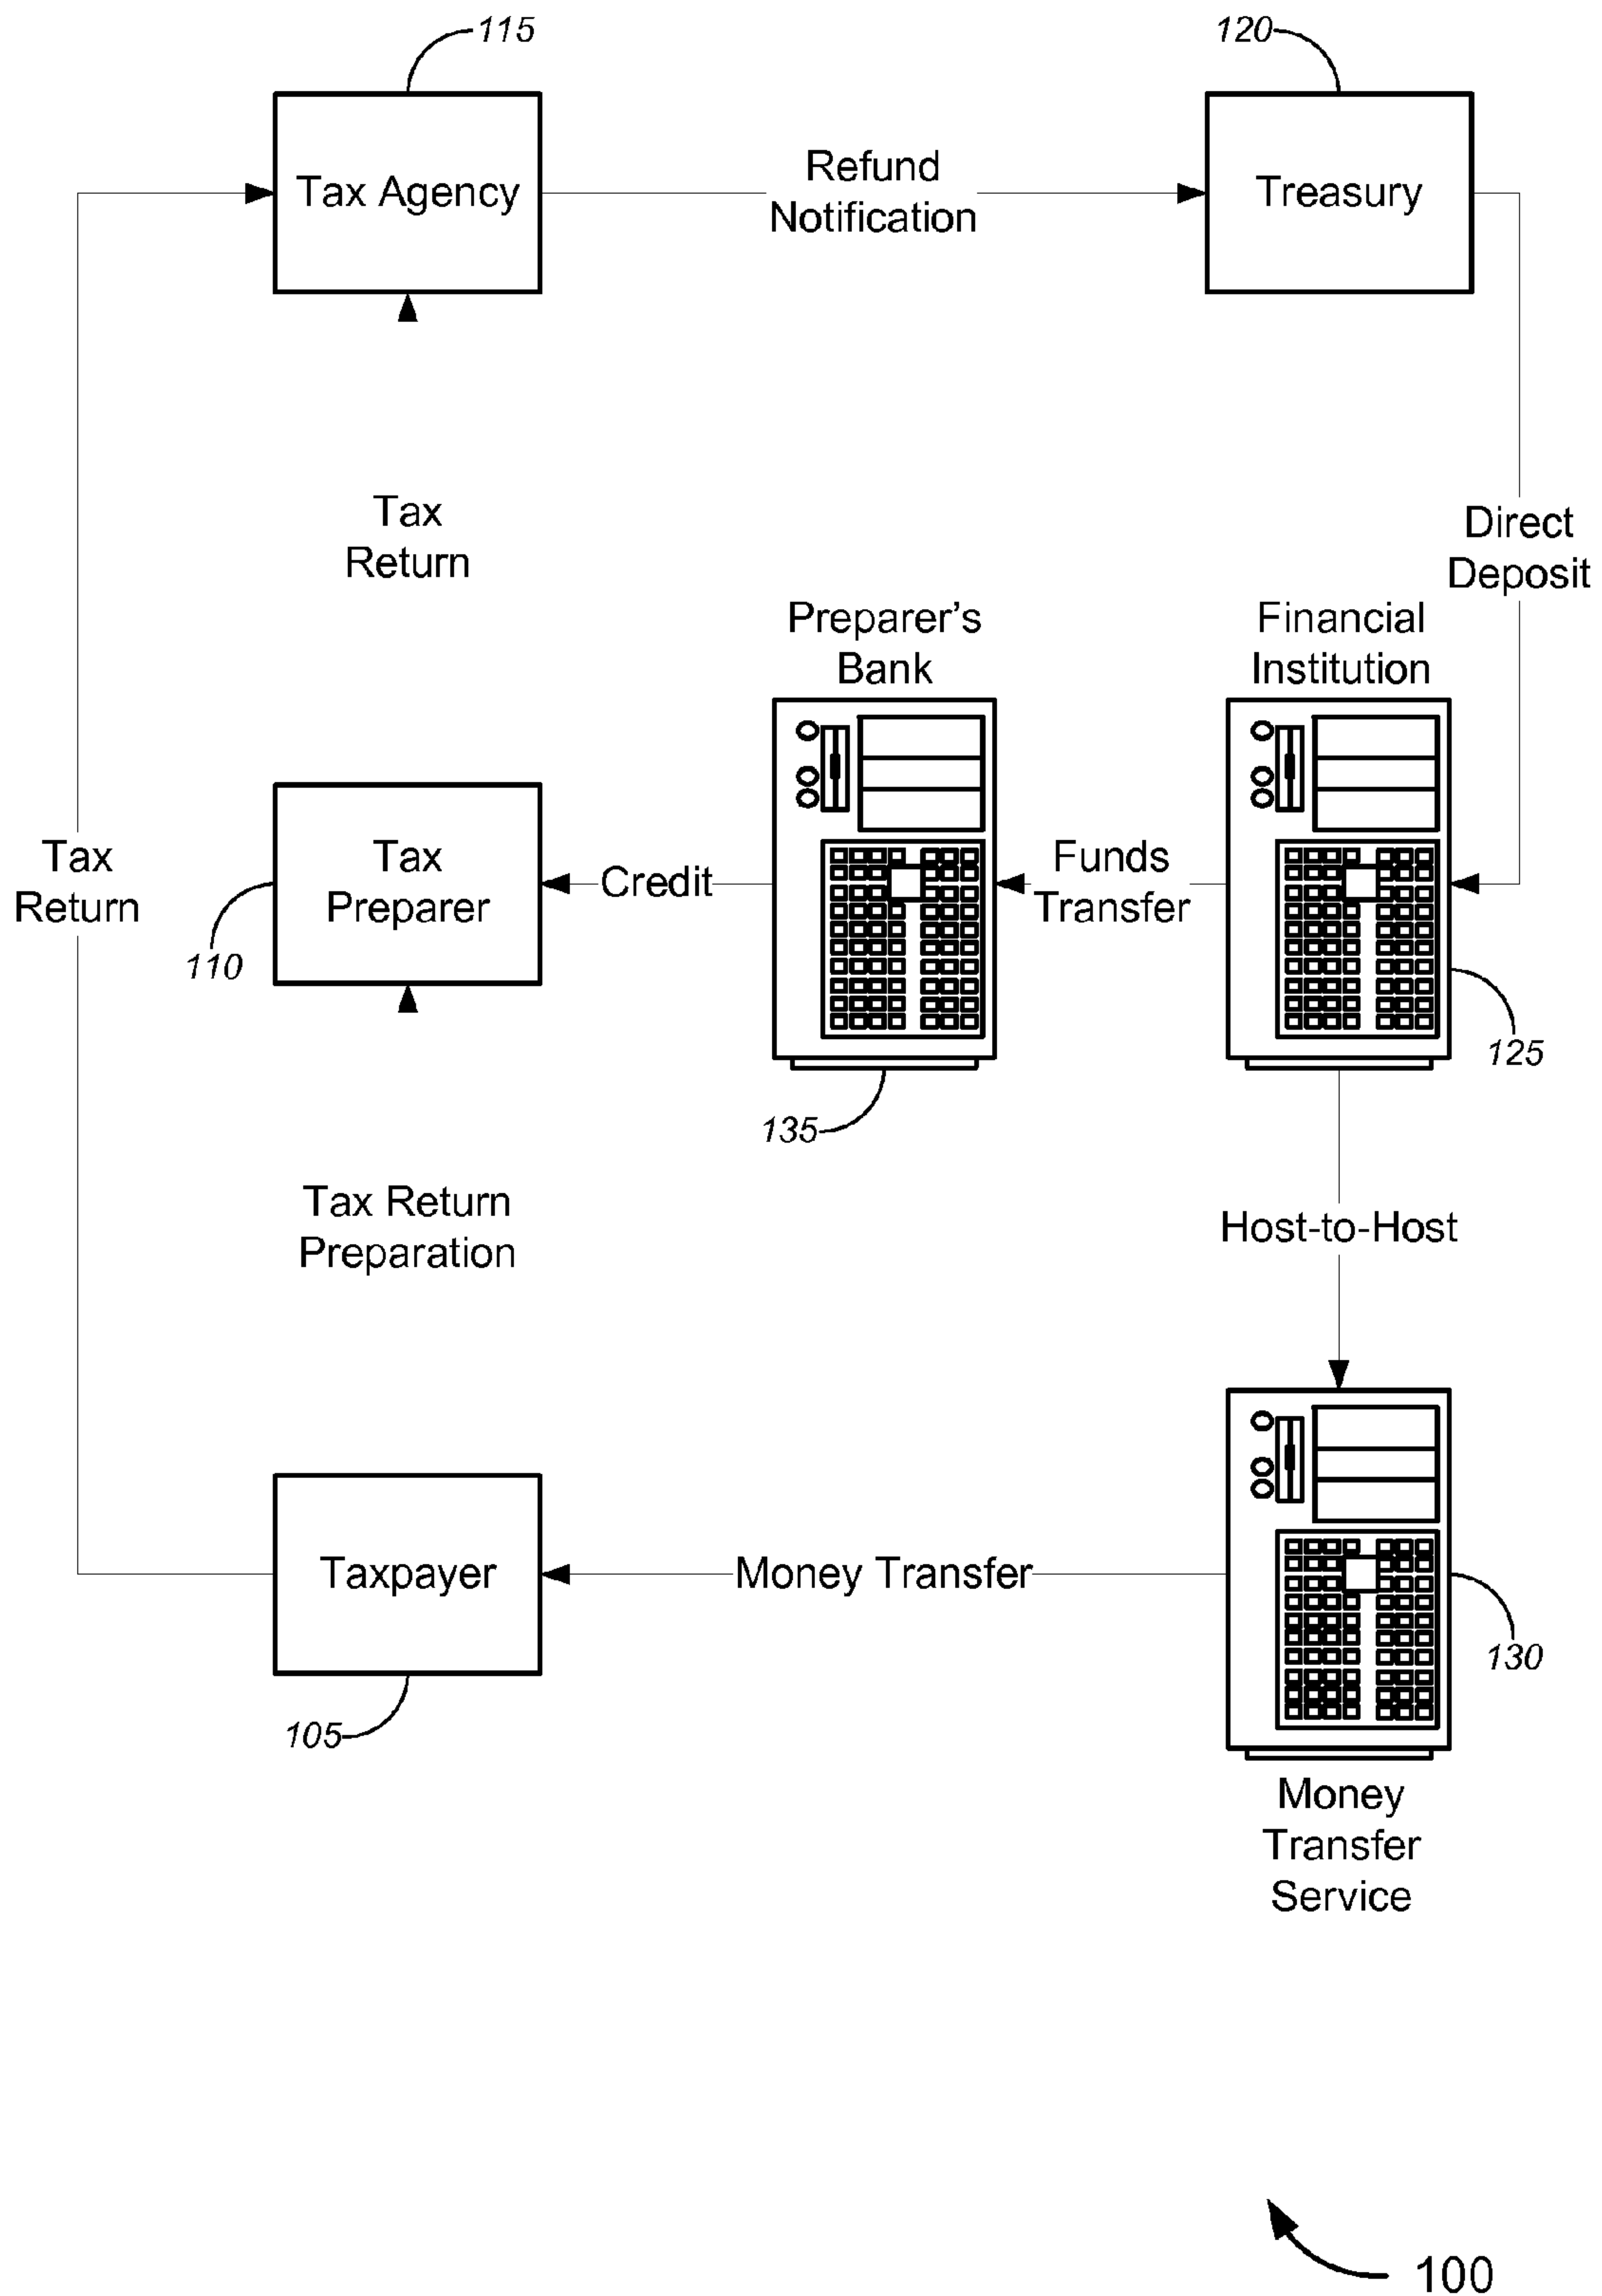 115
120
Tax Agency
Refund
Notification
Treasury
Tax
Return
Direct
Deposit
Preparer's
Bank
Financial
Institution
Tax
Return
Tax
Preparer
Credit
Funds
Transfer
110
125
135
Tax Return
Preparation
Host-to-Host
Taxpayer
Money Transfer
130
105
Money
Transfer
Service
100